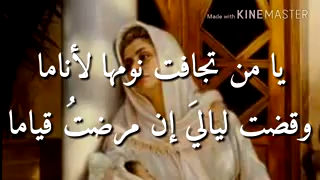 Made with KINEMASTER
يا من تجافت نومها لأناما
وقضت لياليَ إن مرضتُ قياما